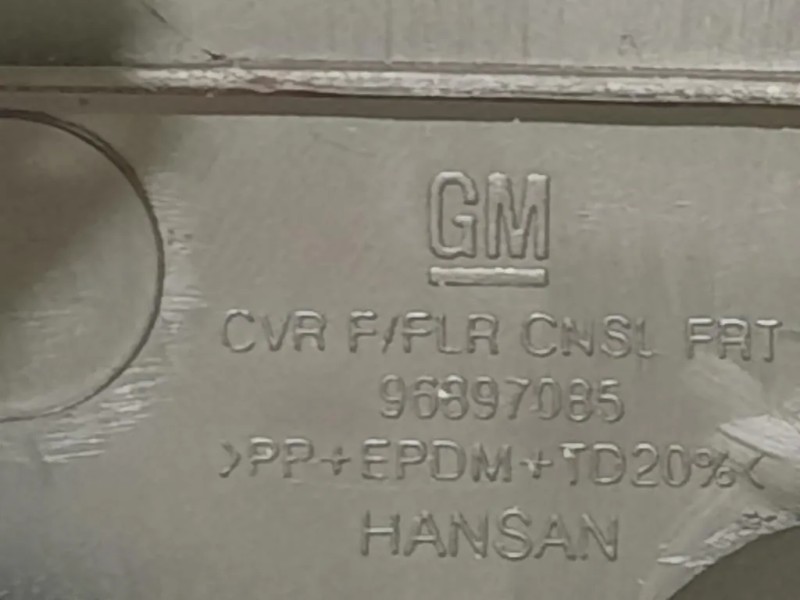 GM
CVR F/FLR CNSL FRT
96897085
>PP+EPDM+TD20%<
HANSAN